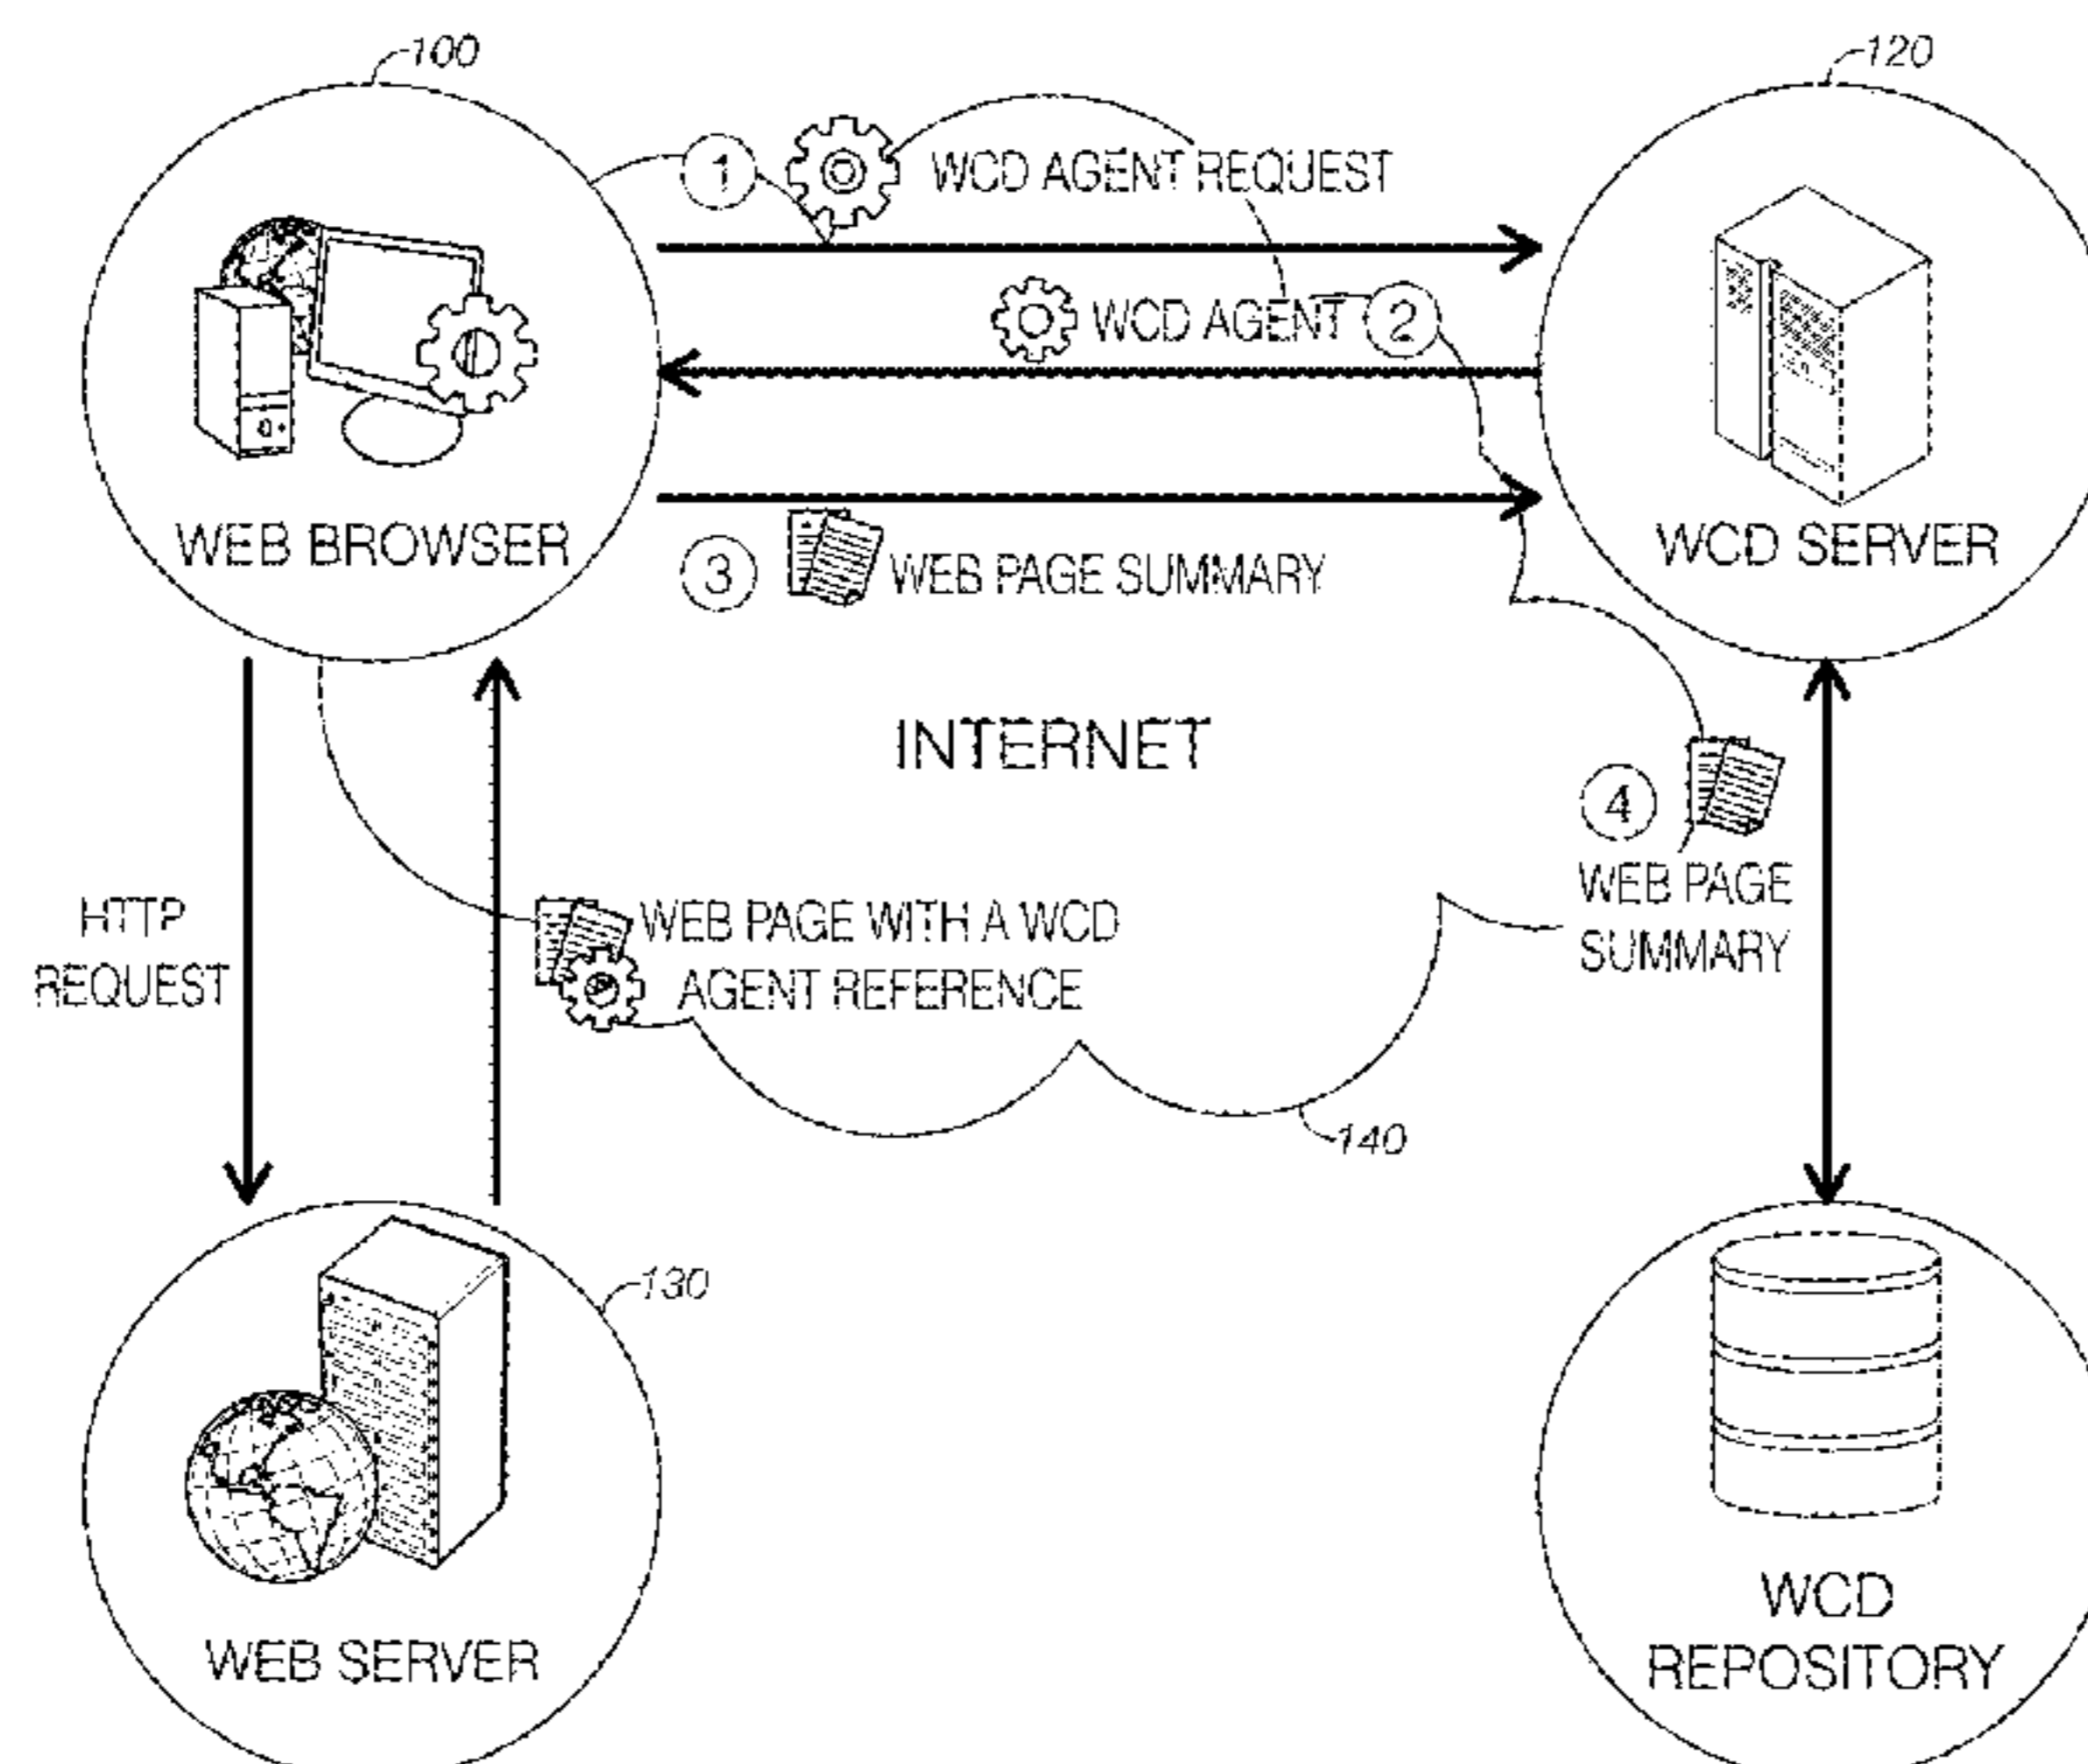 100
120
1
WCD AGENT REQUEST
WCD AGENT
2
WEB BROWSER
WCD SERVER
3
WEB PAGE SUMMARY
INTERNET
4
WEB PAGE
SUMMARY
HTTP
REQUEST
WEB PAGE WITH A WCD
AGENT REFERENCE
140
130
WEB SERVER
WCD
REPOSITORY